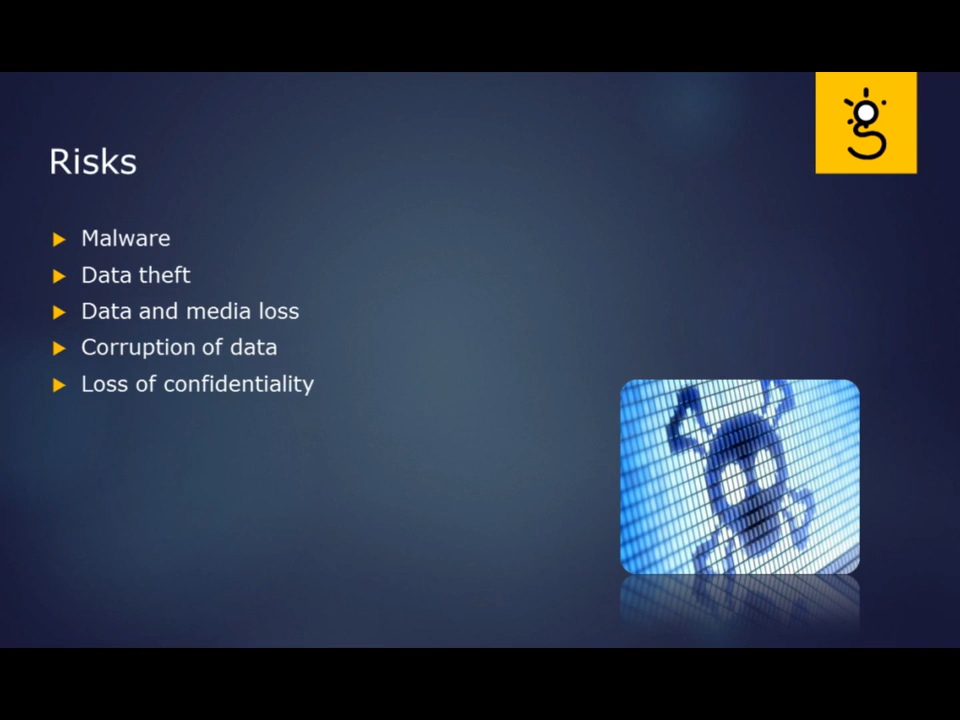 Risks
Malware
Data theft
Data and media loss
Corruption of data
Loss of confidentiality